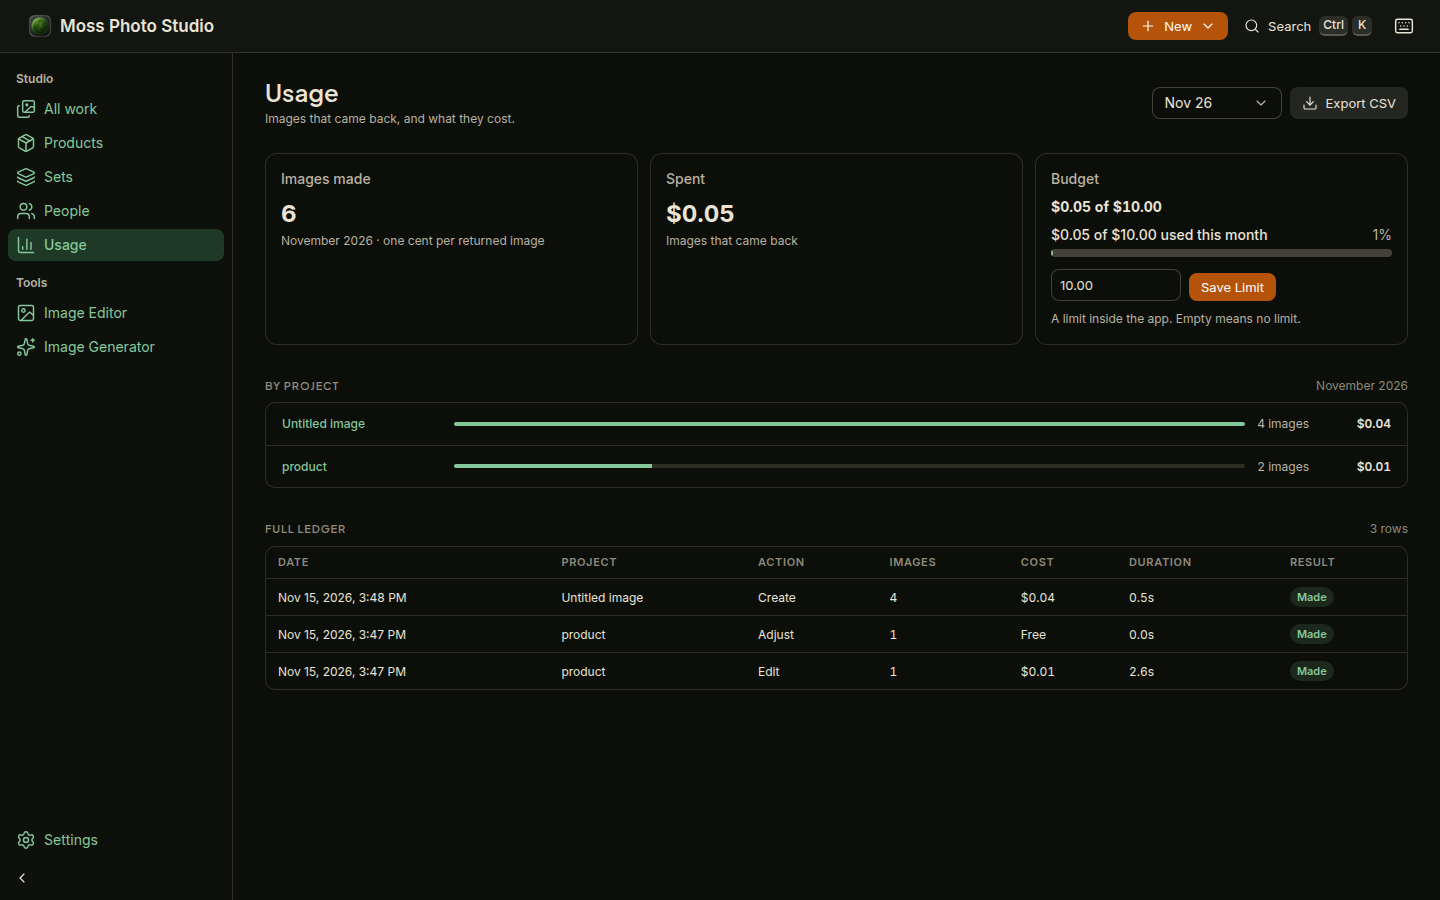 Moss Photo Studio
New
Search Ctrl K
Studio
All work
Products
Sets
People
Usage
Tools
Image Editor
Image Generator
Settings
Usage
Images that came back, and what they cost.
Nov 26
Export CSV
Images made
6
November 2026 · one cent per returned image
Spent
$0.05
Images that came back
Budget
$0.05 of $10.00
$0.05 of $10.00 used this month 1%
10.00 Save Limit
A limit inside the app. Empty means no limit.
BY PROJECT November 2026
Untitled image 4 images $0.04
product 2 images $0.01
FULL LEDGER 3 rows
DATE PROJECT ACTION IMAGES COST DURATION RESULT
Nov 15, 2026, 3:48 PM Untitled image Create 4 $0.04 0.5s Made
Nov 15, 2026, 3:47 PM product Adjust 1 Free 0.0s Made
Nov 15, 2026, 3:47 PM product Edit 1 $0.01 2.6s Made